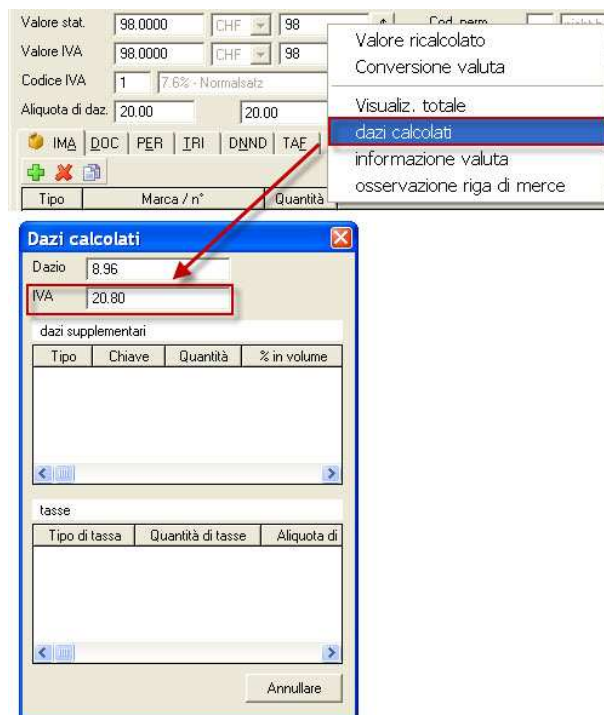 Valore stat. 98.0000 CHF 98 Cod. perm.
Valore IVA 98.0000 CHF 98
Codice IVA 1 7.6% - Normalsatz
Aliquota di daz. 20.00 20.00
Valore ricalcolato
Conversione valuta
Visualiz. totale
dazi calcolati
informazione valuta
osservazione riga di merce
IMA DOC PER TRI DNND TAE
Tipo Marca / n° Quantità
Dazi calcolati
Dazio 8.96
IVA 20.80
dazi supplementari
Tipo Chiave Quantità % in volume
tasse
Tipo di tassa Quantità di tasse Aliquota di
Annullare